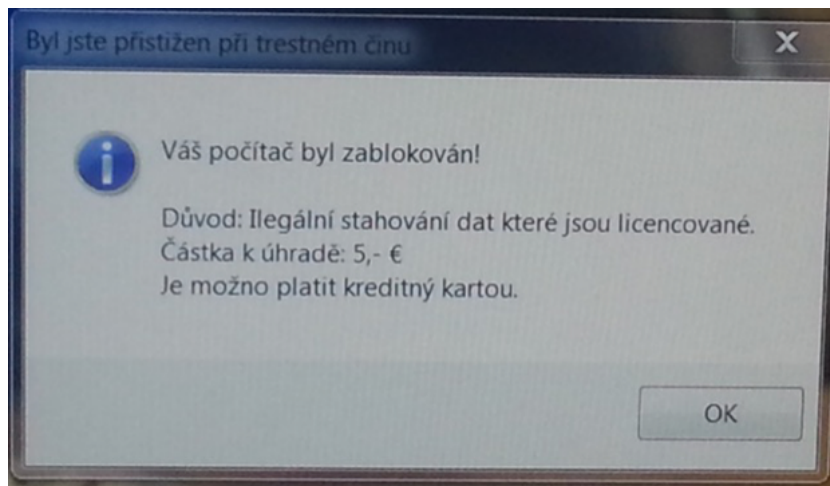 Byl jste přistižen při trestném činu
Váš počítač byl zablokován!
Důvod: Ilegální stahování dat které jsou licencované.
Částka k úhradě: 5,- €
Je možno platit kreditný kartou.
OK